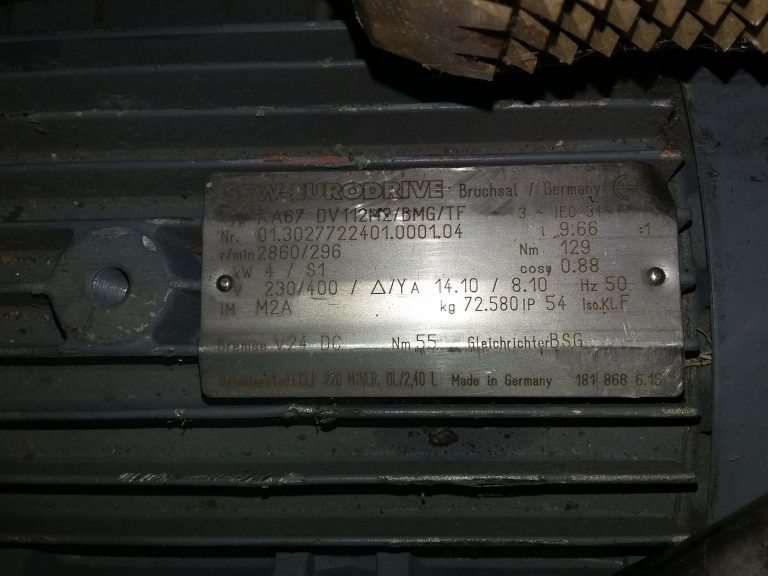 SEW-EURODRIVE Bruchsal / Germany
Typ KA67 DV112M2/BMG/TF 3 ~ IEC 34
Nr. 01.3027722401.0001.04 i 9.66 :1
r/min 2860/296 Nm 129
kW 4 / S1 cosφ 0.88
V 230/400 / Δ/Y A 14.10 / 8.10 Hz 50
IM M2A kg 72.580 IP 54 Iso.Kl. F
Bremse V 24 DC Nm 55 Gleichrichter BSG
Schmierstoff CLP 220 MINER. ÖL/2,40 L Made in Germany 181 868 6.15